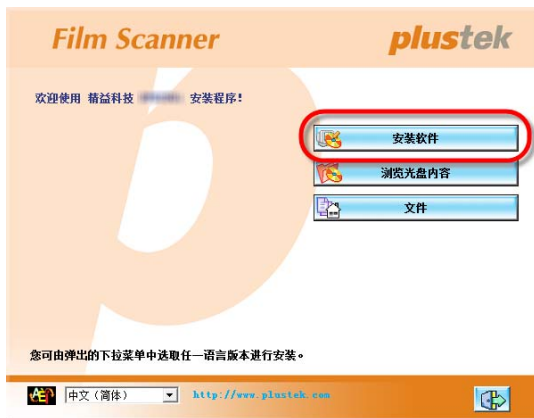 Film Scanner
plustek
欢迎使用 精益科技 安装程序!
安装软件
浏览光盘内容
文件
您可由弹出的下拉菜单中选取任一语言版本进行安装。
中文（简体）
http://www.plustek.com